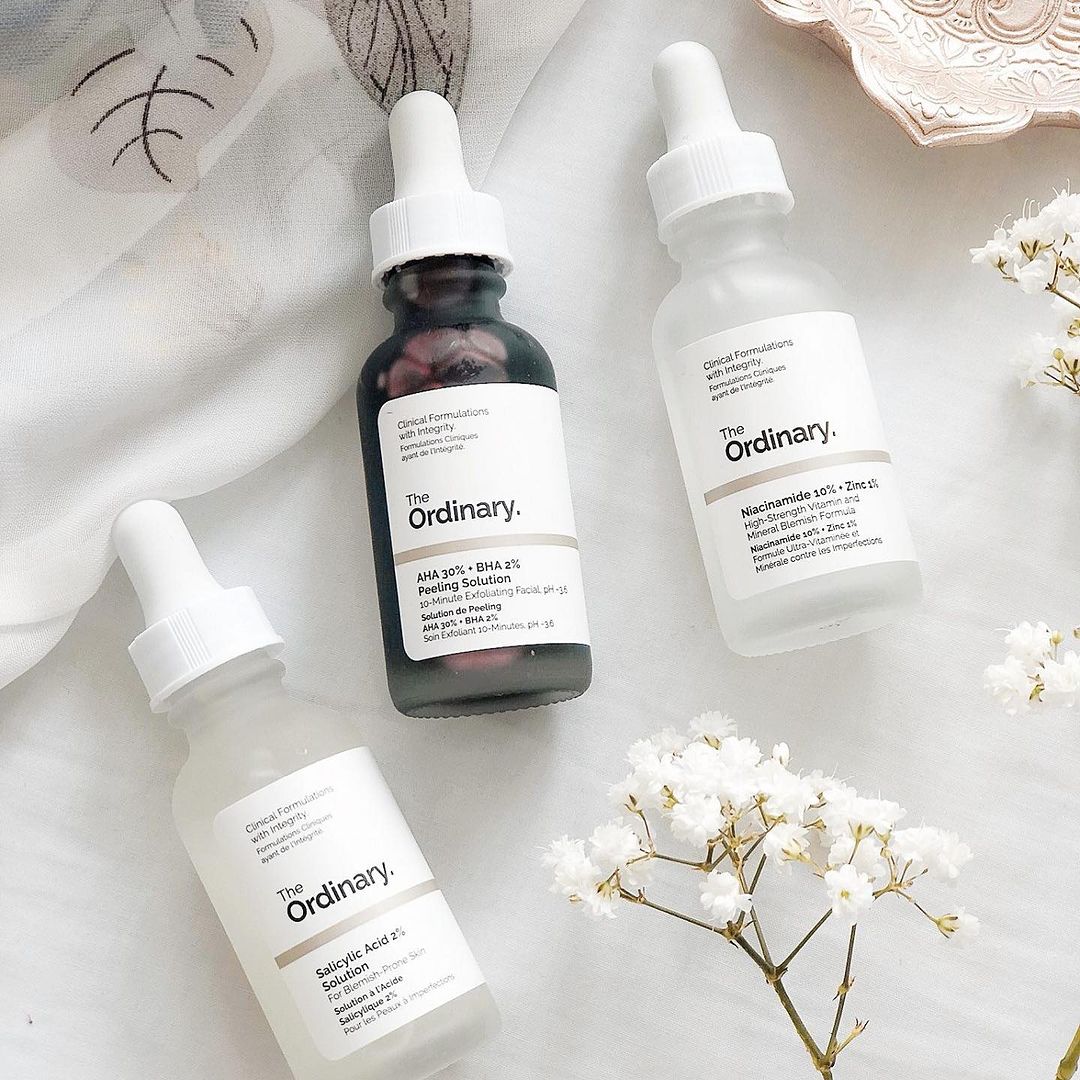 Clinical Formulations
with Integrity.
Formulations Cliniques
ayant de l'Intégrité.
The
Ordinary.
AHA 30% + BHA 2%
Peeling Solution
10-Minute Exfoliating Facial, pH ~3.6
Solution de Peeling
AHA 30% + BHA 2%
Soin Exfoliant 10-Minutes, pH ~3.6
Clinical Formulations
with Integrity.
Formulations Cliniques
ayant de l'Intégrité.
The
Ordinary.
Niacinamide 10% + Zinc 1%
High-Strength Vitamin and
Mineral Blemish Formula
Niacinamide 10% + Zinc 1%
Formule Ultra-Vitaminée et
Minérale contre les Imperfections
Clinical Formulations
with Integrity.
Formulations Cliniques
ayant de l'Intégrité.
The
Ordinary.
Salicylic Acid 2%
Solution
For Blemish-Prone Skin
Solution à l'Acide
Salicylique 2%
Pour les Peaux à Imperfections